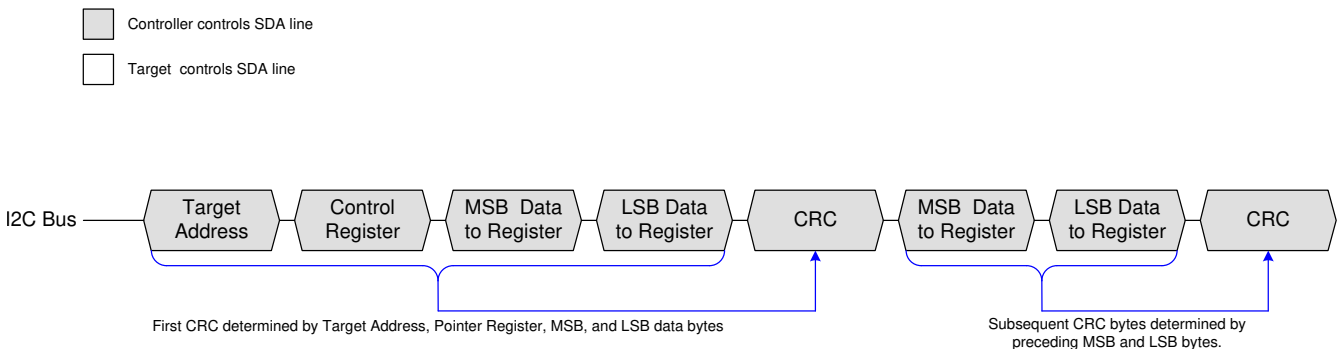 Controller controls SDA line
Target controls SDA line
I2C Bus
Target
Address
Control
Register
MSB Data
to Register
LSB Data
to Register
CRC
MSB Data
to Register
LSB Data
to Register
CRC
First CRC determined by Target Address, Pointer Register, MSB, and LSB data bytes
Subsequent CRC bytes determined by
preceding MSB and LSB bytes.